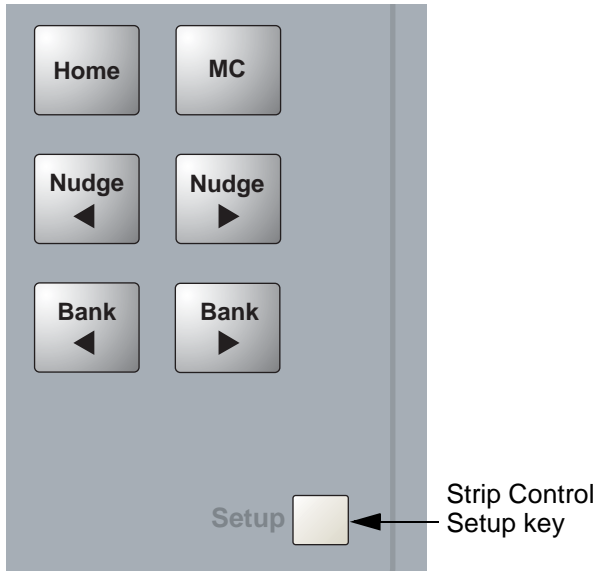 Home
MC
Nudge
Nudge
Bank
Bank
Setup
Strip Control
Setup key